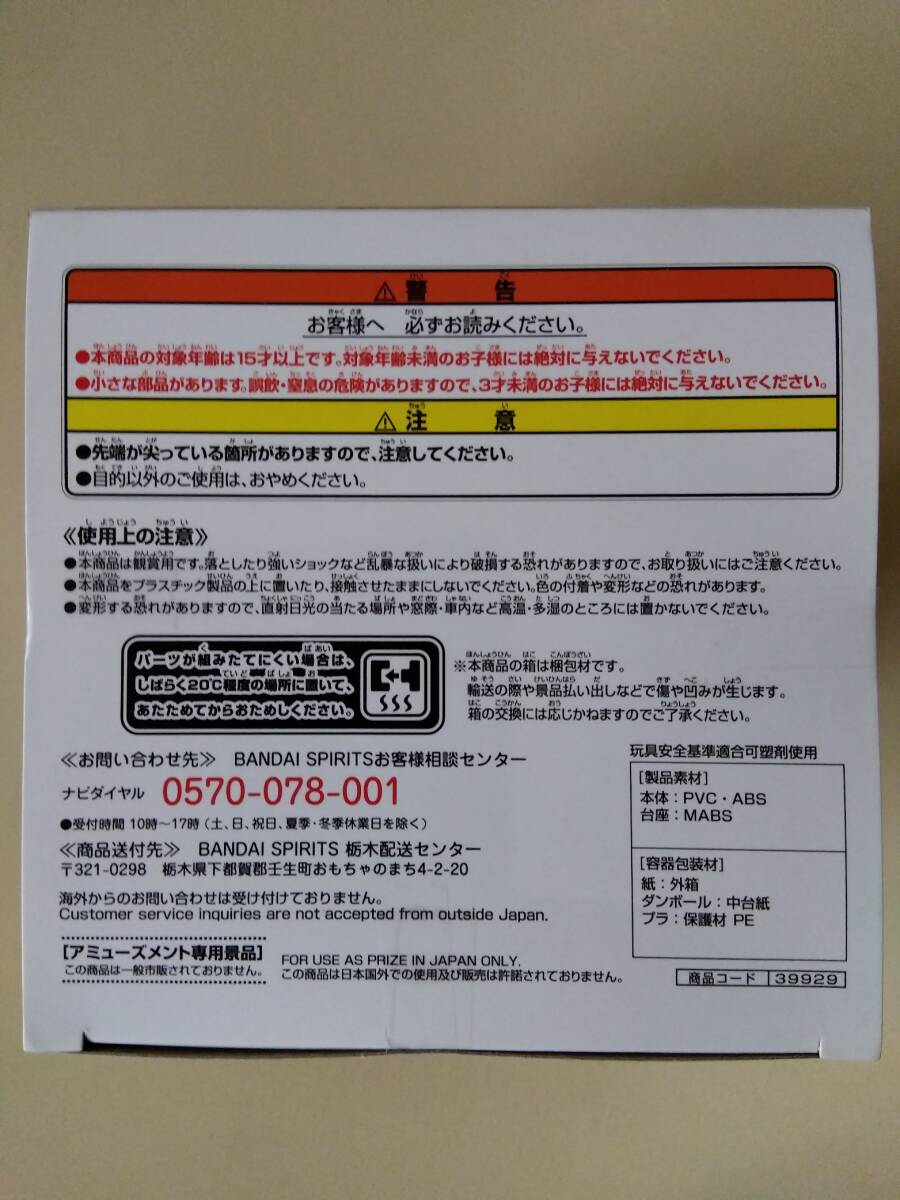 ⚠警告
お客様へ 必ずお読みください。
●本商品の対象年齢は15才以上です。対象年齢未満のお子様には絶対に与えないでください。
●小さな部品があります。誤飲・窒息の危険がありますので、3才未満のお子様には絶対に与えないでください。
⚠注意
●先端が尖っている箇所がありますので、注意してください。
●目的以外のご使用は、おやめください。
≪使用上の注意≫
●本商品は観賞用です。落としたり強いショックなど乱暴な扱いにより破損する恐れがありますので、お取り扱いにはご注意ください。
●本商品をプラスチック製品の上に置いたり、接触させたままにしないでください。色の付着や変形などの恐れがあります。
●変形する恐れがありますので、直射日光の当たる場所や窓際・車内など高温・多湿のところには置かないでください。
パーツが組みたてにくい場合は、
しばらく20℃程度の場所に置いて、
あたためてからおためしください。
※本商品の箱は梱包材です。
輸送の際や景品払い出しなどで傷や凹みが生じます。
箱の交換には応じかねますのでご了承ください。
≪お問い合わせ先≫ BANDAI SPIRITSお客様相談センター
ナビダイヤル 0570-078-001
●受付時間 10時～17時(土、日、祝日、夏季・冬季休業日を除く)
≪商品送付先≫ BANDAI SPIRITS 栃木配送センター
〒321-0298 栃木県下都賀郡壬生町おもちゃのまち4-2-20
海外からのお問い合わせは受け付けておりません。
Customer service inquiries are not accepted from outside Japan.
[アミューズメント専用景品]
この商品は一般市販されておりません。
FOR USE AS PRIZE IN JAPAN ONLY.
この商品は日本国外での使用及び販売は許諾されておりません。
玩具安全基準適合可塑剤使用
[製品素材]
本体：PVC・ABS
台座：MABS
[容器包装材]
紙：外箱
ダンボール：中台紙
プラ：保護材 PE
商品コード 39929